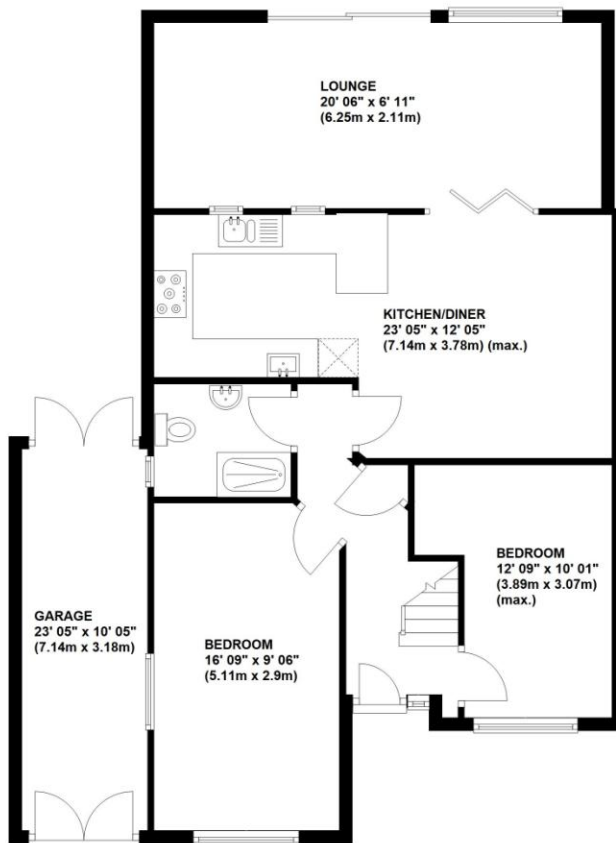 LOUNGE
20' 06" x 6' 11"
(6.25m x 2.11m)
KITCHEN/DINER
23' 05" x 12' 05"
(7.14m x 3.78m) (max.)
BEDROOM
12' 09" x 10' 01"
(3.89m x 3.07m)
(max.)
GARAGE
23' 05" x 10' 05"
(7.14m x 3.18m)
BEDROOM
16' 09" x 9' 06"
(5.11m x 2.9m)